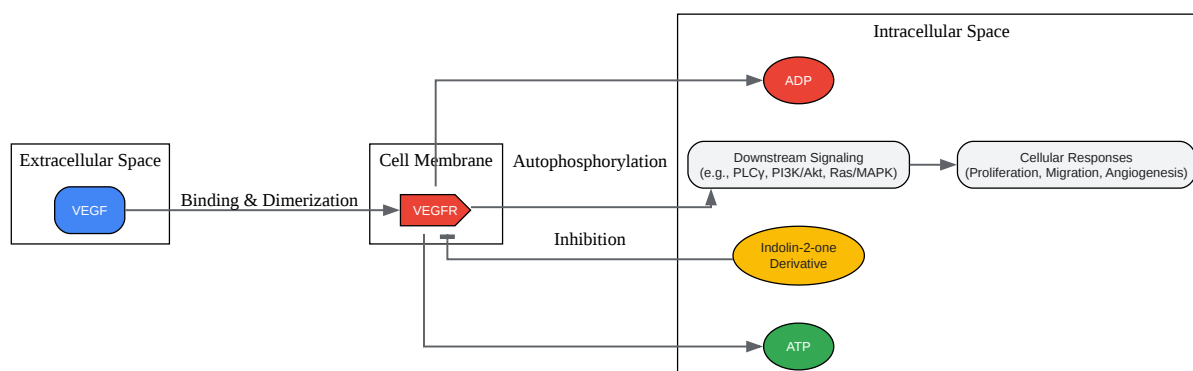 Intracellular Space
ADP
Extracellular Space
Cell Membrane
Autophosphorylation
Downstream Signaling
(e.g., PLCγ, PI3K/Akt, Ras/MAPK)
Cellular Responses
(Proliferation, Migration, Angiogenesis)
VEGF
Binding & Dimerization
VEGFR
Inhibition
Indolin-2-one
Derivative
ATP